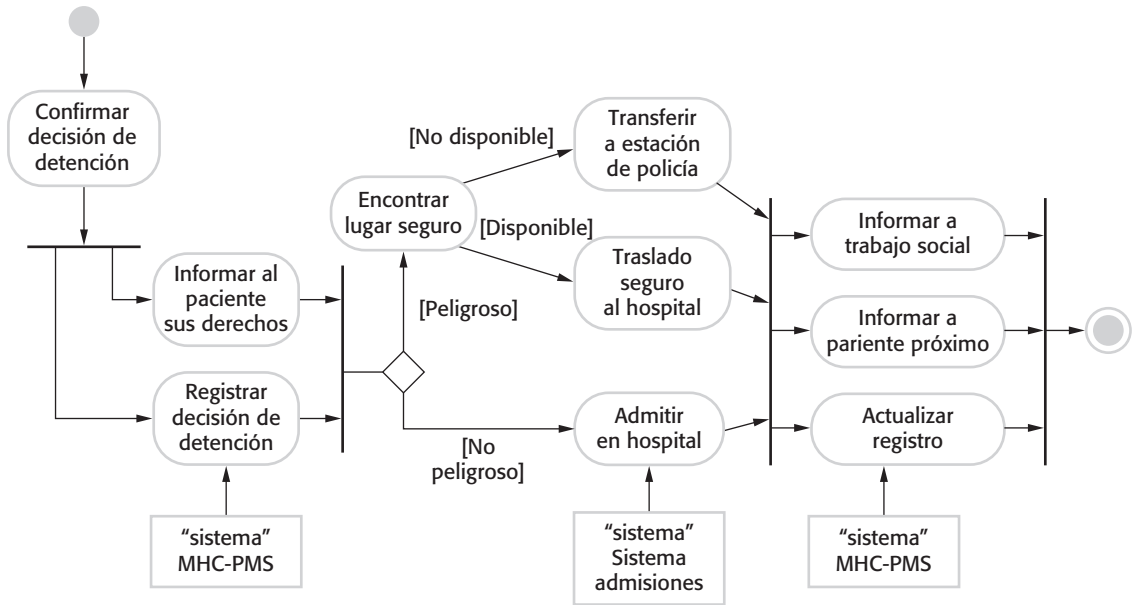 Confirmar
decisión de
detención
Informar al
paciente
sus derechos
Registrar
decisión de
detención
“sistema”
MHC-PMS
Encontrar
lugar seguro
[Peligroso]
[No
peligroso]
[No disponible]
[Disponible]
Transferir
a estación
de policía
Traslado
seguro
al hospital
Admitir
en hospital
“sistema”
Sistema
admisiones
Informar a
trabajo social
Informar a
pariente próximo
Actualizar
registro
“sistema”
MHC-PMS